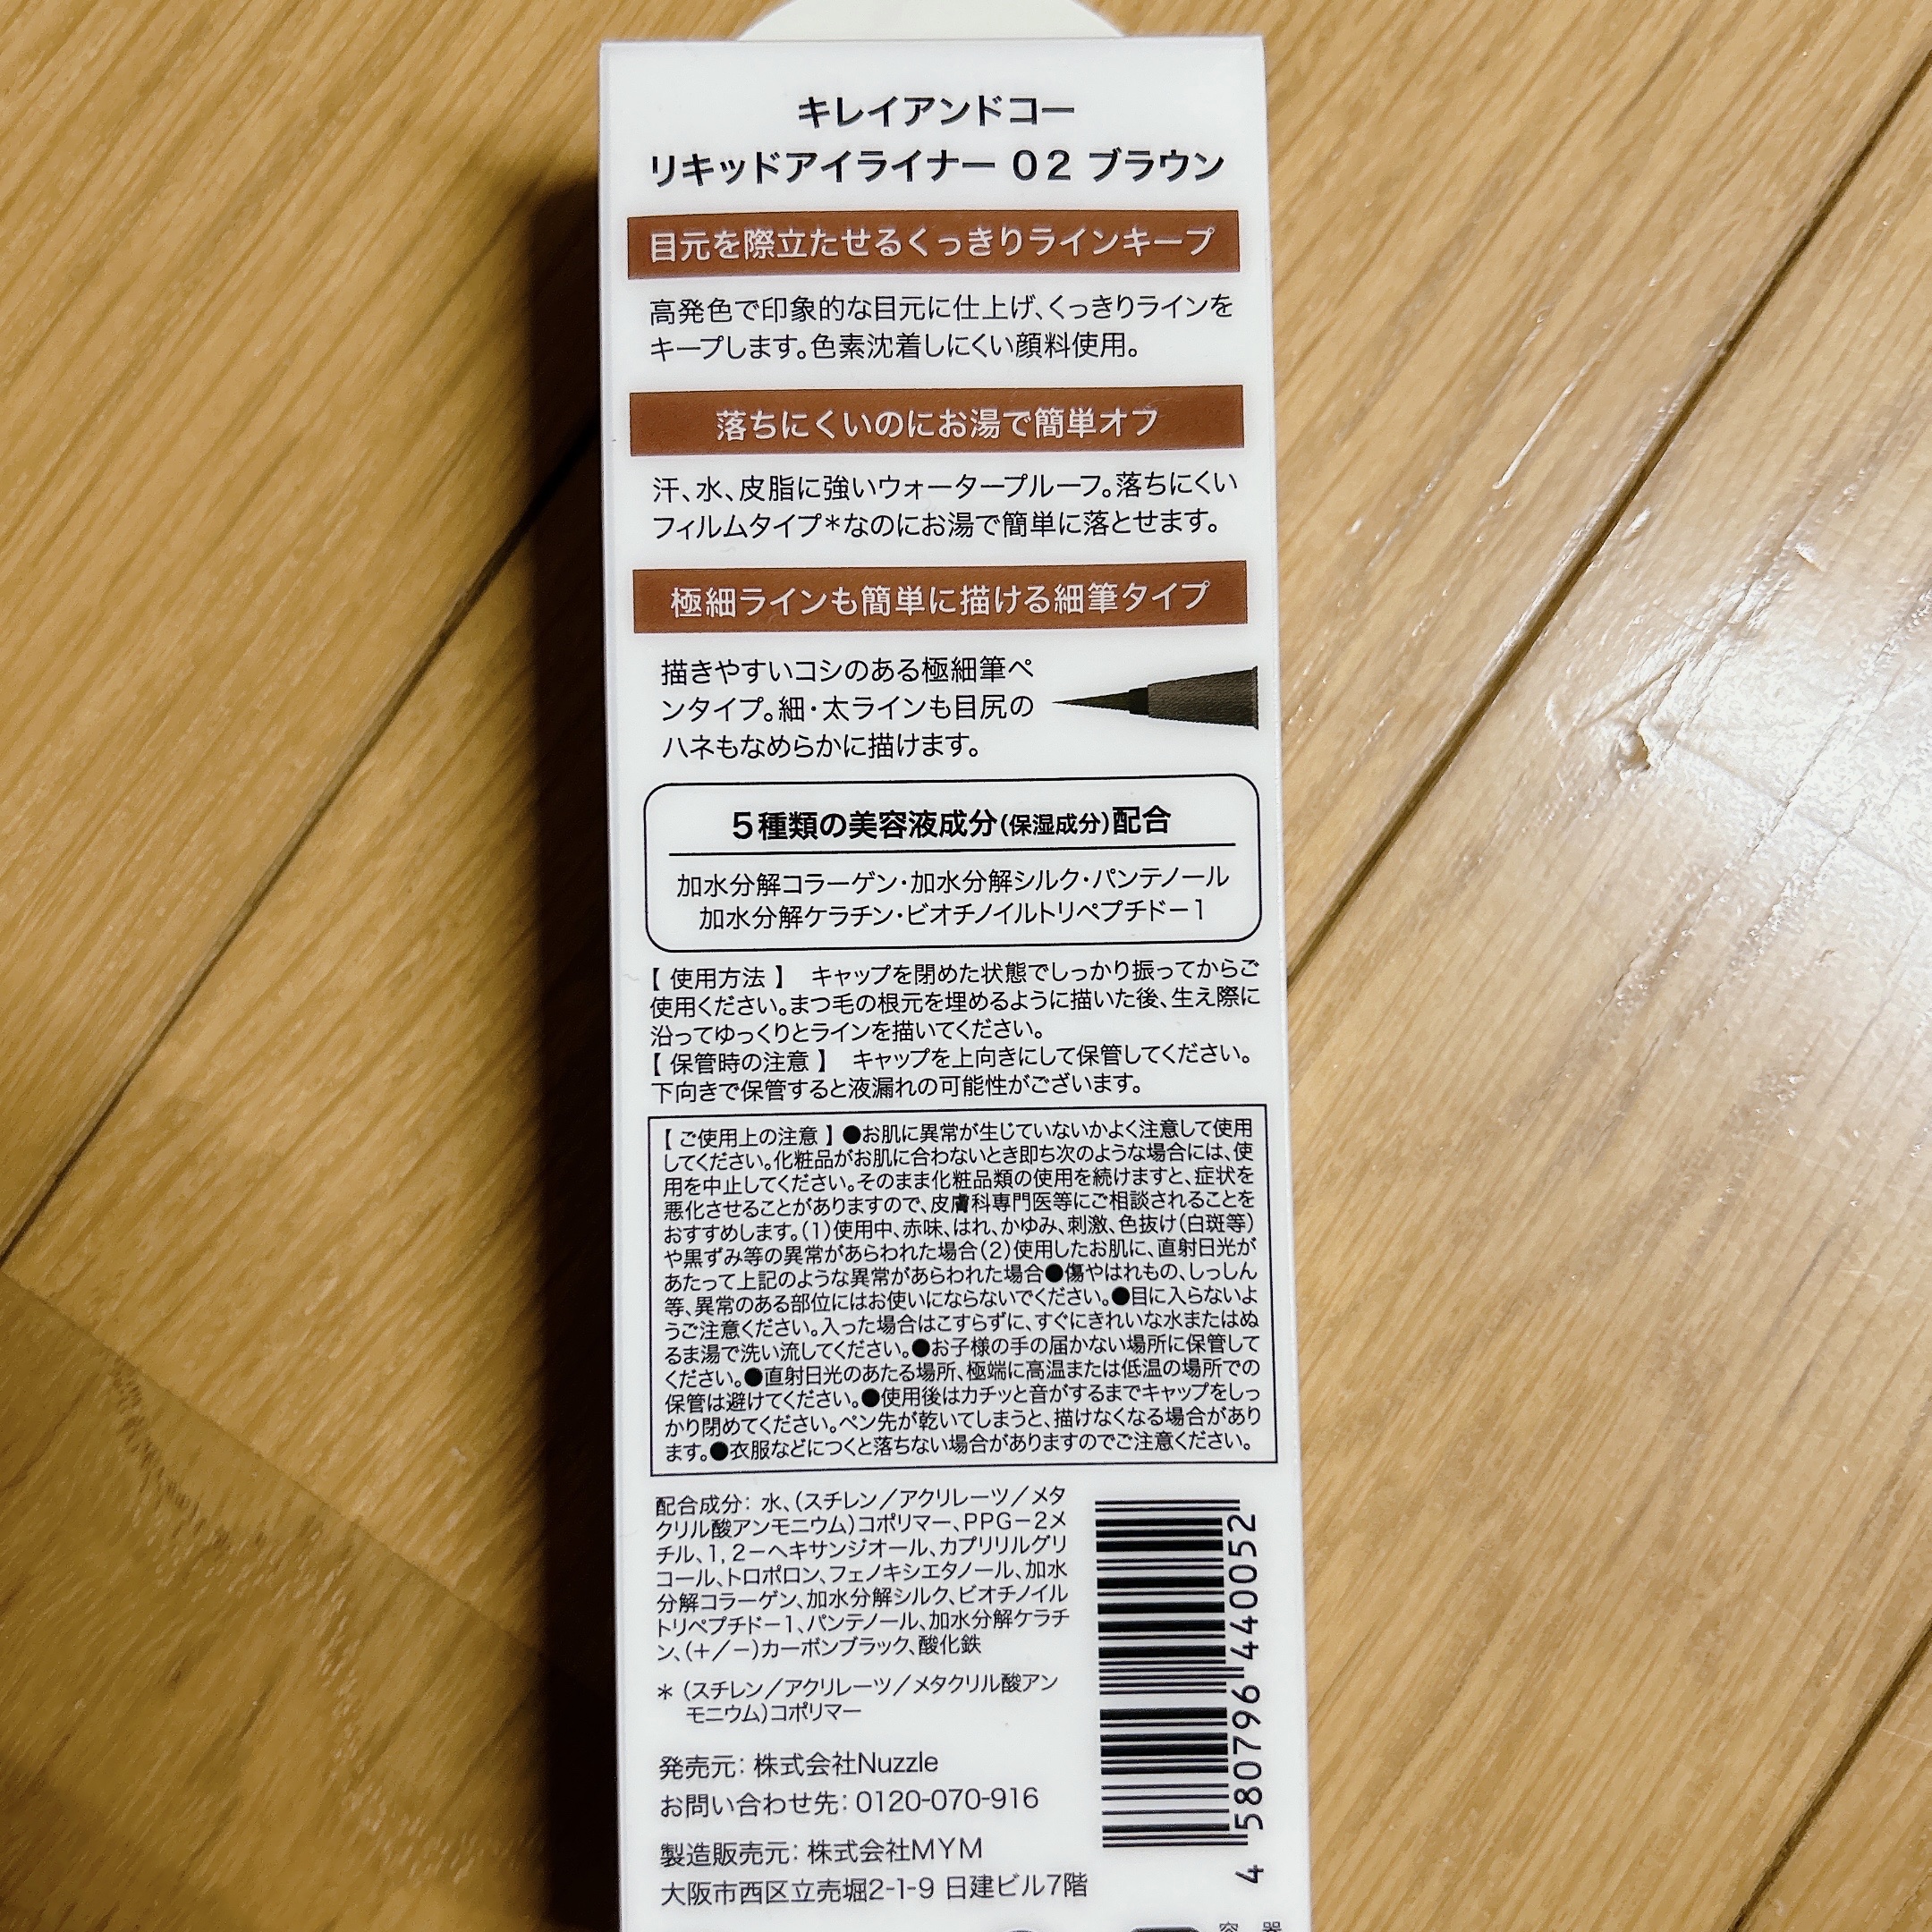 キレイアンドコー
リキッドアイライナー 02 ブラウン
目元を際立たせるくっきりラインキープ
高発色で印象的な目元に仕上げ、くっきりラインを
キープします。色素沈着しにくい顔料使用。
落ちにくいのにお湯で簡単オフ
汗、水、皮脂に強いウォータープルーフ。落ちにくい
フィルムタイプ＊なのにお湯で簡単に落とせます。
極細ラインも簡単に描ける細筆タイプ
描きやすいコシのある極細筆ペ
ンタイプ。細・太ラインも目尻の
ハネもなめらかに描けます。
5種類の美容液成分(保湿成分)配合
加水分解コラーゲン・加水分解シルク・パンテノール
加水分解ケラチン・ビオチノイルトリペプチド－1
【 使用方法 】 キャップを閉めた状態でしっかり振ってからご
使用ください。まつ毛の根元を埋めるように描いた後、生え際に
沿ってゆっくりとラインを描いてください。
【 保管時の注意 】 キャップを上向きにして保管してください。
下向きで保管すると液漏れの可能性がございます。
【 ご使用上の注意 】●お肌に異常が生じていないかよく注意して使用
してください。化粧品がお肌に合わないとき即ち次のような場合には、使
用を中止してください。そのまま化粧品類の使用を続けますと、症状を
悪化させることがありますので、皮膚科専門医等にご相談されることを
おすすめします。(1)使用中、赤味、はれ、かゆみ、刺激、色抜け(白斑等)
や黒ずみ等の異常があらわれた場合(2)使用したお肌に、直射日光が
あたって上記のような異常があらわれた場合●傷やはれもの、しっしん
等、異常のある部位にはお使いにならないでください。●目に入らないよ
うご注意ください。入った場合はこすらずに、すぐにきれいな水またはぬ
るま湯で洗い流してください。●お子様の手の届かない場所に保管して
ください。●直射日光のあたる場所、極端に高温または低温の場所での
保管は避けてください。●使用後はカチッと音がするまでキャップをしっ
かり閉めてください。ペン先が乾いてしまうと、描けなくなる場合があり
ます。●衣服などにつくと落ちない場合がありますのでご注意ください。
配合成分: 水、(スチレン／アクリレーツ／メタ
クリル酸アンモニウム)コポリマー、PPG－2メ
チル、1,2－ヘキサンジオール、カプリリルグリ
コール、トロポロン、フェノキシエタノール、加水
分解コラーゲン、加水分解シルク、ビオチノイル
トリペプチド－1、パンテノール、加水分解ケラチ
ン、(＋／－)カーボンブラック、酸化鉄
＊ (スチレン／アクリレーツ／メタクリル酸アン
モニウム)コポリマー
発売元: 株式会社Nuzzle
お問い合わせ先: 0120-070-916
製造販売元: 株式会社MYM
大阪市西区立売堀2-1-9 日建ビル7階
4 580796 440052
容 器